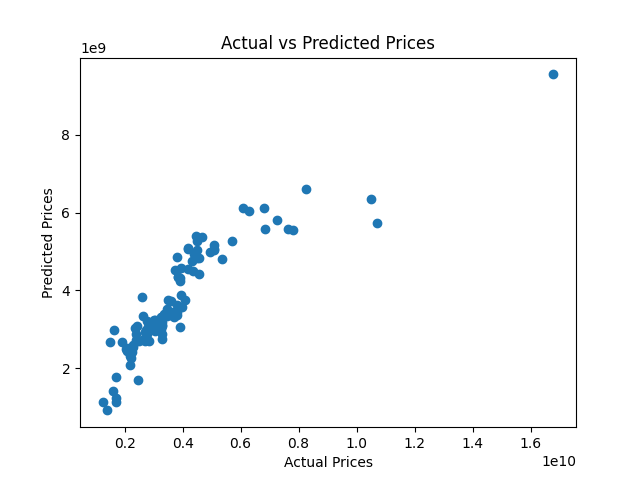 Actual vs Predicted Prices
1e9
8
6
4
2
Predicted Prices
0.2 0.4 0.6 0.8 1.0 1.2 1.4 1.6
1e10
Actual Prices